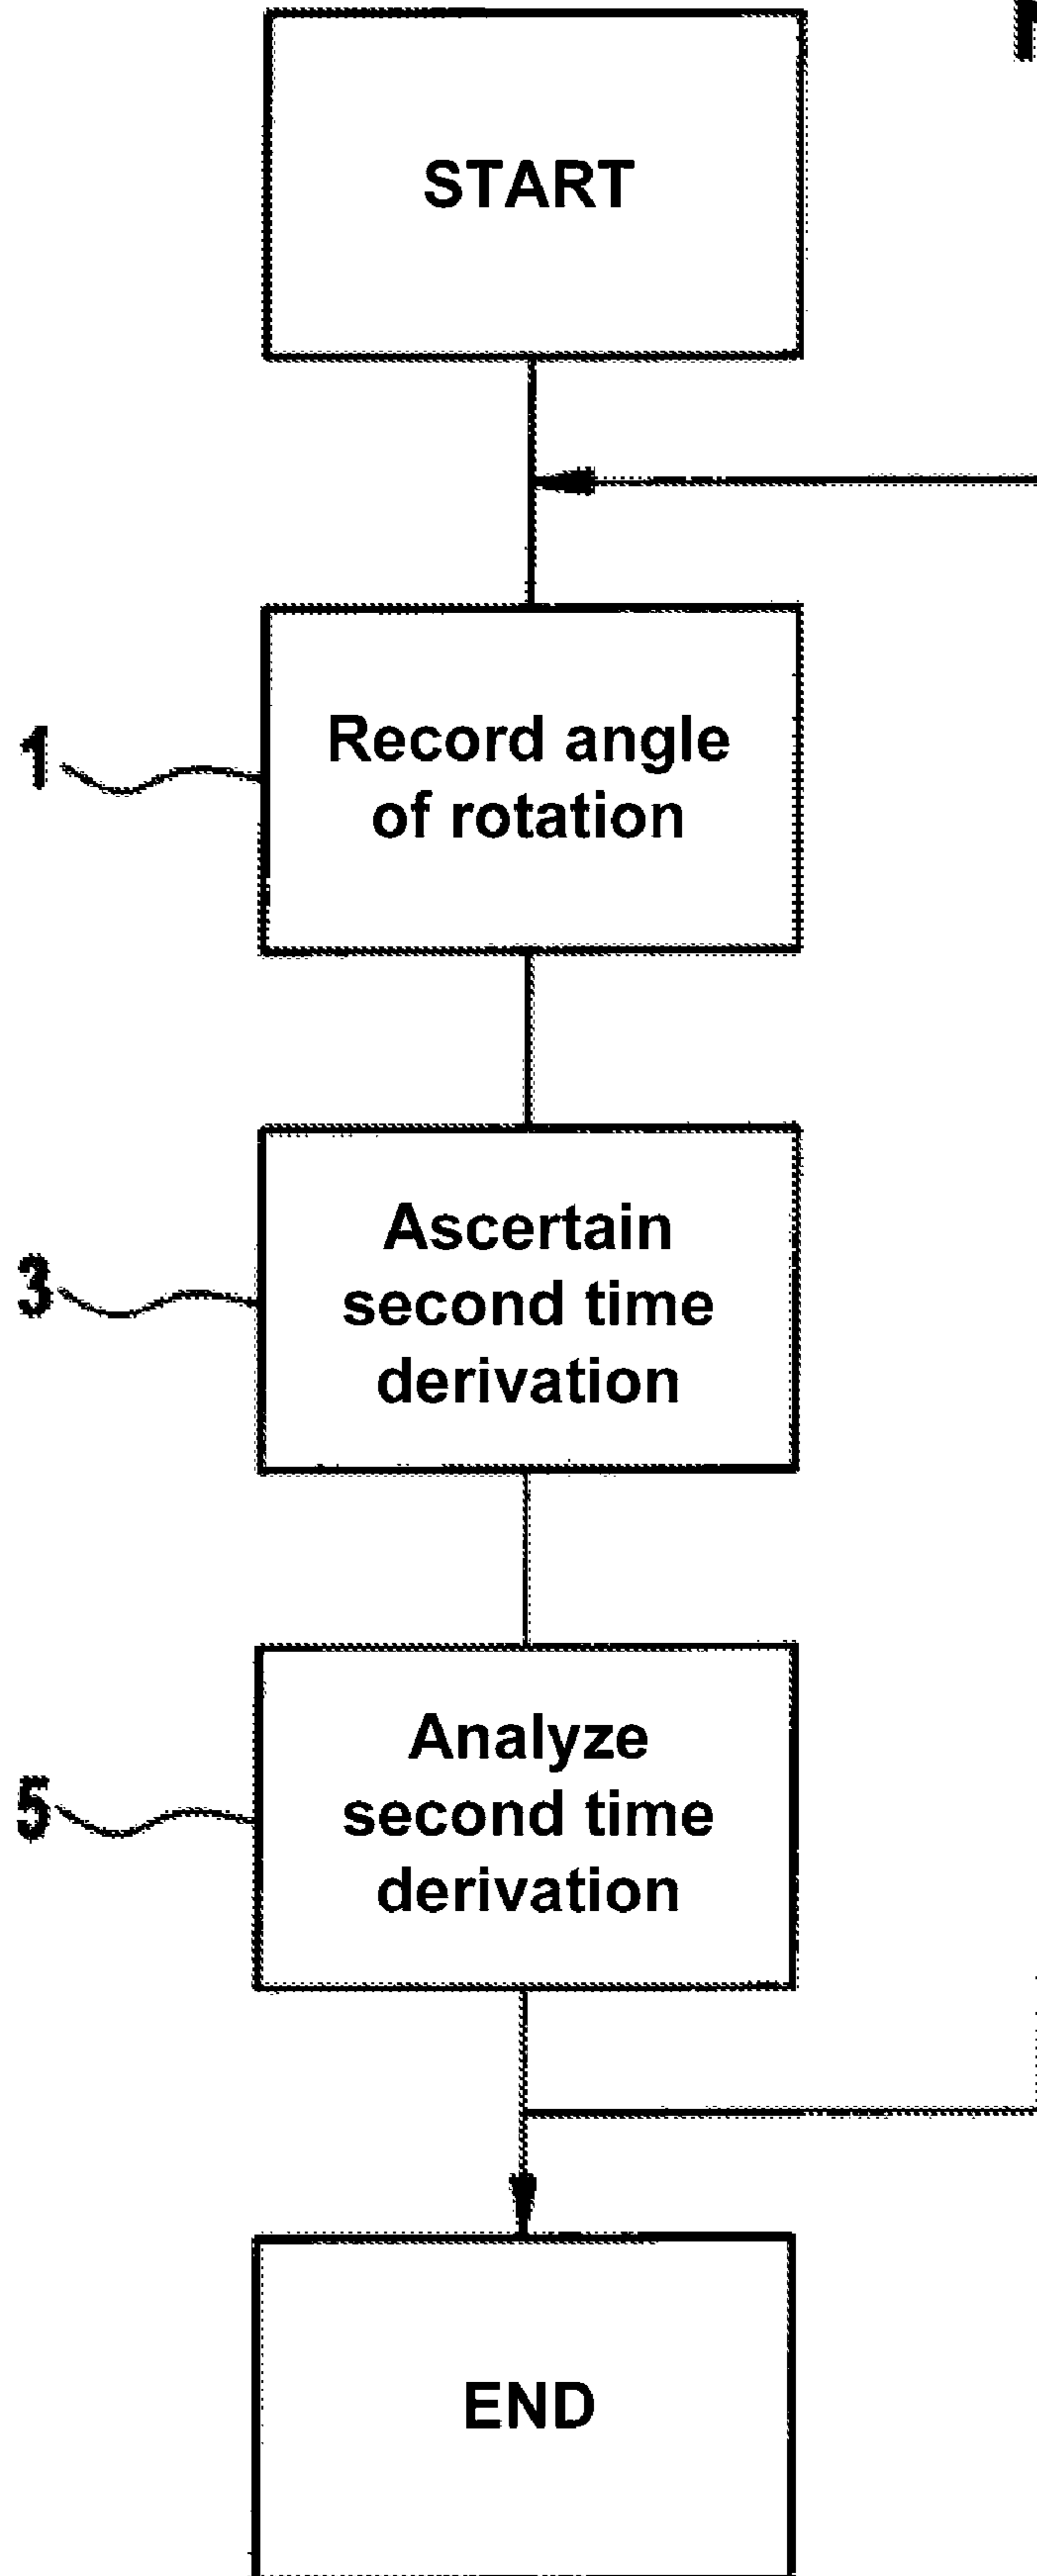 START
1
Record angle
of rotation
3
Ascertain
second time
derivation
5
Analyze
second time
derivation
END